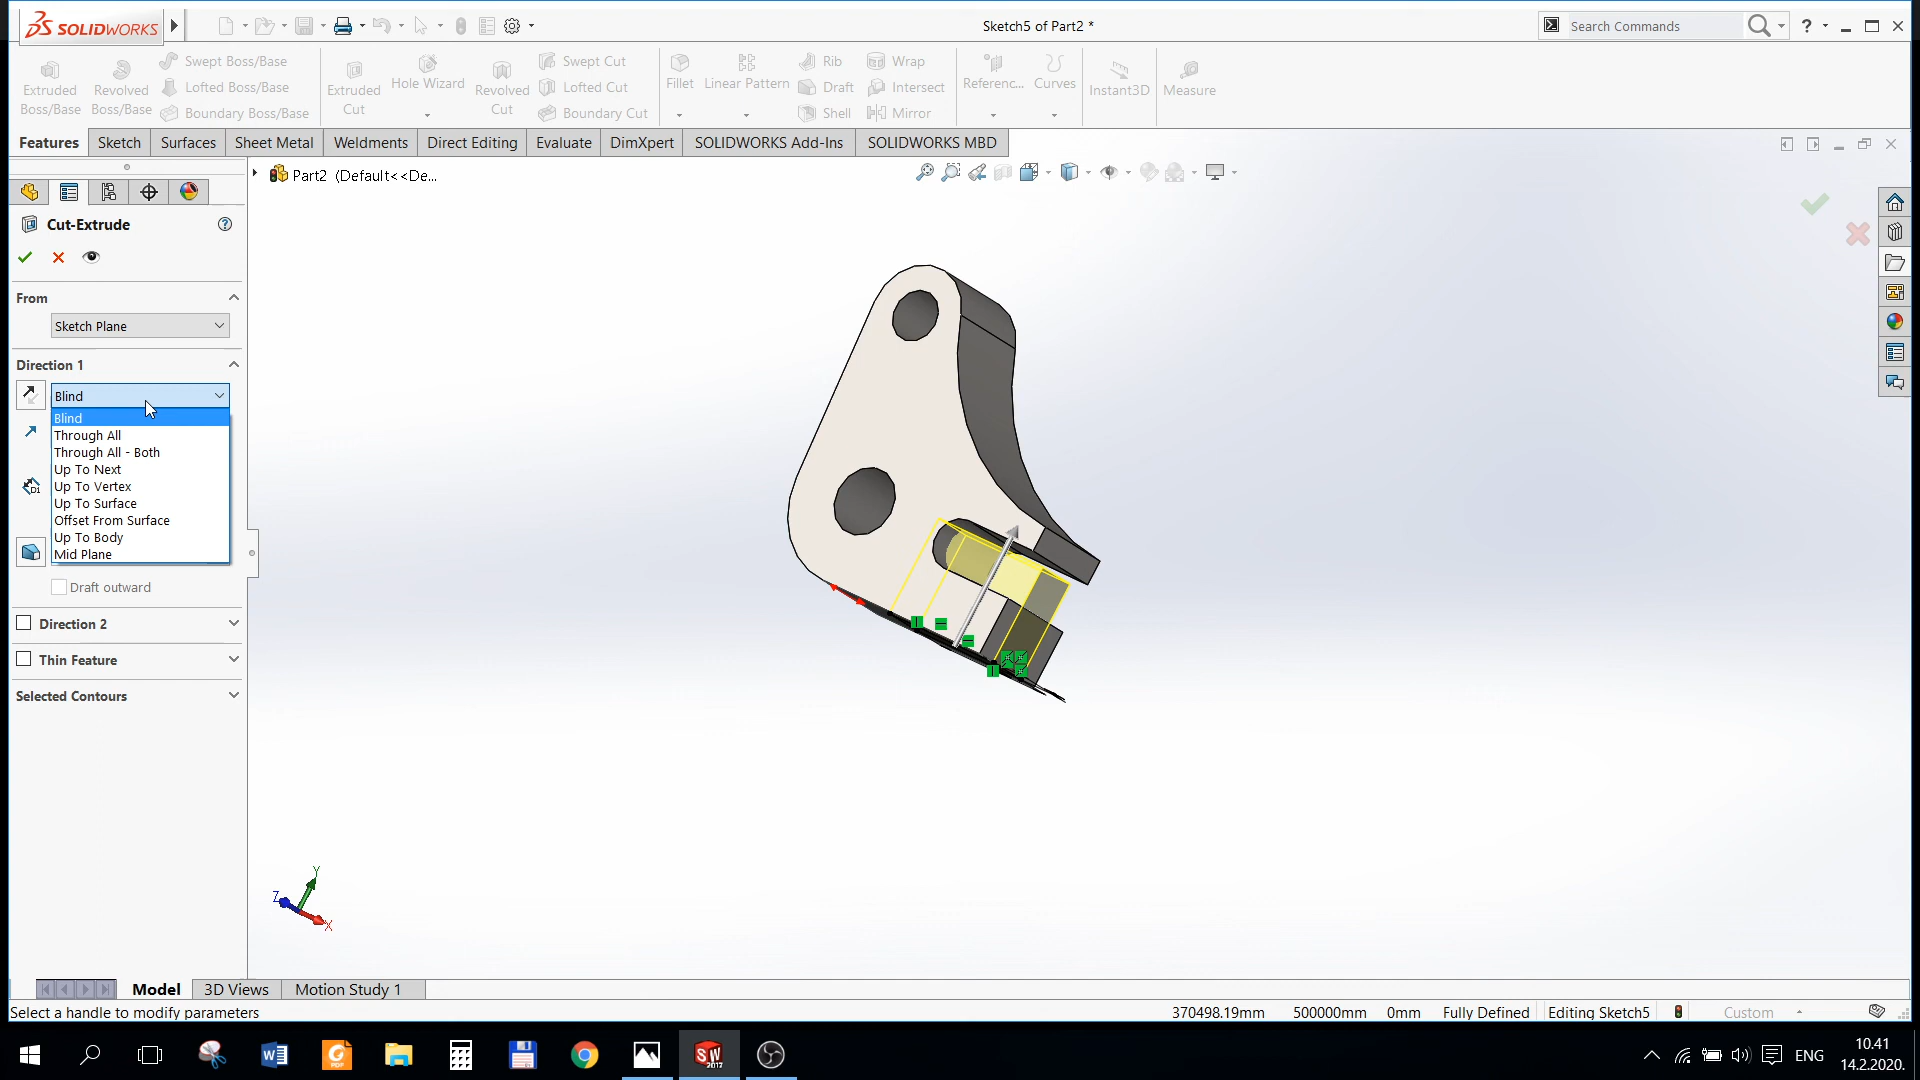 SOLIDWORKS
Sketch5 of Part2 *
Search Commands
?
Extruded Boss/Base
Revolved Boss/Base
Swept Boss/Base
Lofted Boss/Base
Boundary Boss/Base
Extruded Cut
Hole Wizard
Revolved Cut
Swept Cut
Lofted Cut
Boundary Cut
Fillet
Linear Pattern
Rib
Draft
Shell
Wrap
Intersect
Mirror
Referenc...
Curves
Instant3D
Measure
Features
Sketch
Surfaces
Sheet Metal
Weldments
Direct Editing
Evaluate
DimXpert
SOLIDWORKS Add-Ins
SOLIDWORKS MBD
Part2 (Default<<De...
Cut-Extrude
?
From
Sketch Plane
Direction 1
Blind
Blind
Through All
Through All - Both
Up To Next
Up To Vertex
Up To Surface
Offset From Surface
Up To Body
Mid Plane
D1
Draft outward
Direction 2
Thin Feature
Selected Contours
Y
Z
X
Model
3D Views
Motion Study 1
Select a handle to modify parameters
370498.19mm
500000mm
0mm
Fully Defined
Editing Sketch5
Custom
W
PDF
SW
2017
ENG
10.41
14.2.2020.